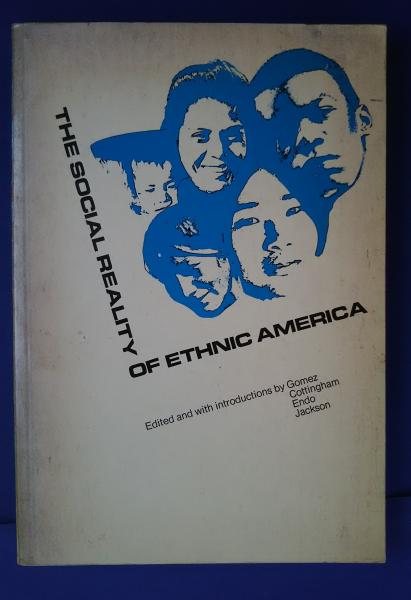 THE SOCIAL REALITY
OF ETHNIC AMERICA
Edited and with introductions by Gomez
Cottingham
Endo
Jackson